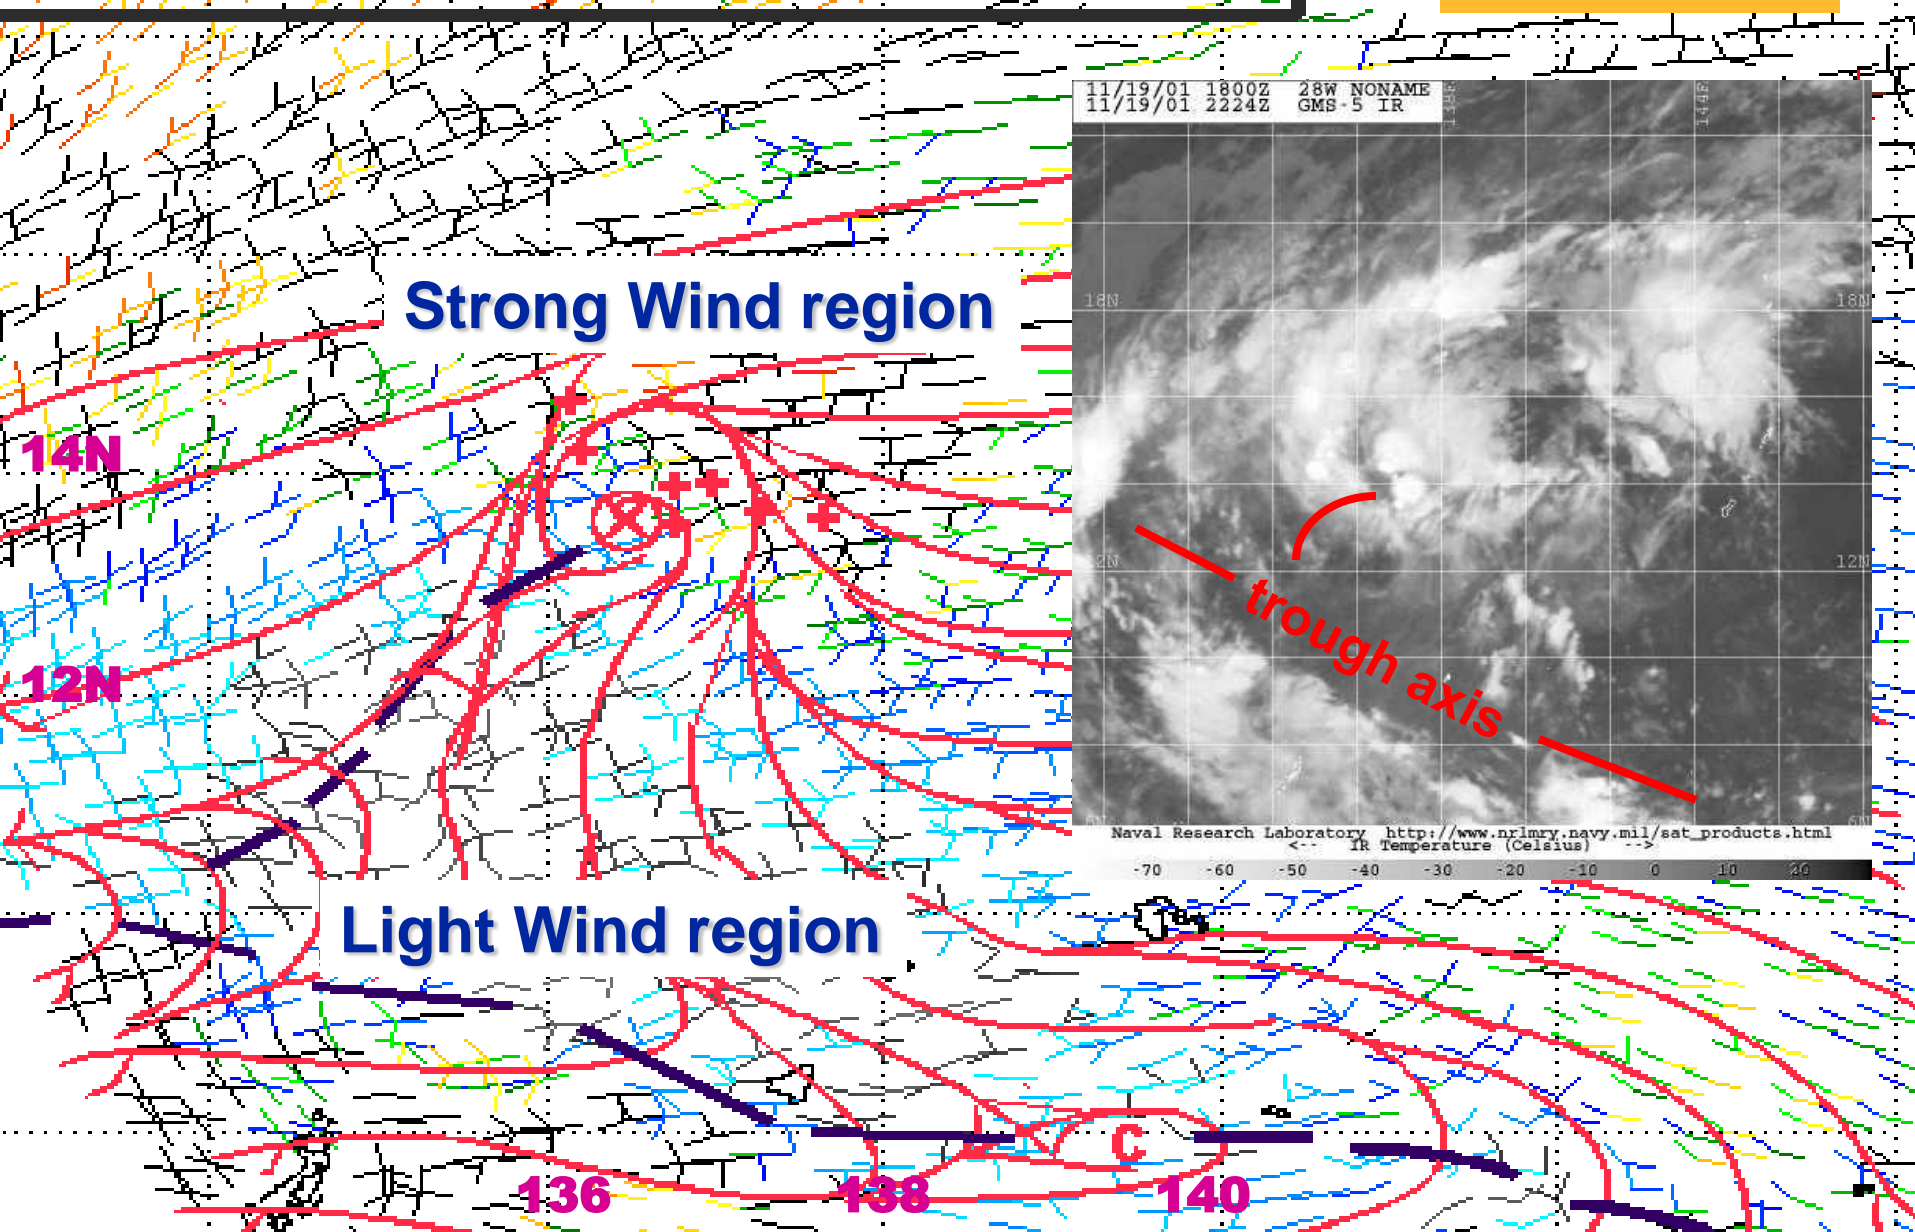 11/19/01 1800Z 28W NONAME
11/19/01 2224Z GMS-5 IR
144E
18N
18N
Strong Wind region
14N
12N
12N
trough axis
12N
Naval Research Laboratory http://www.nrlmry.navy.mil/sat_products.html
<-- IR Temperature (Celsius) -->
-70 -60 -50 -40 -30 -20 -10 0 10 20
Light Wind region
C
136 138 140